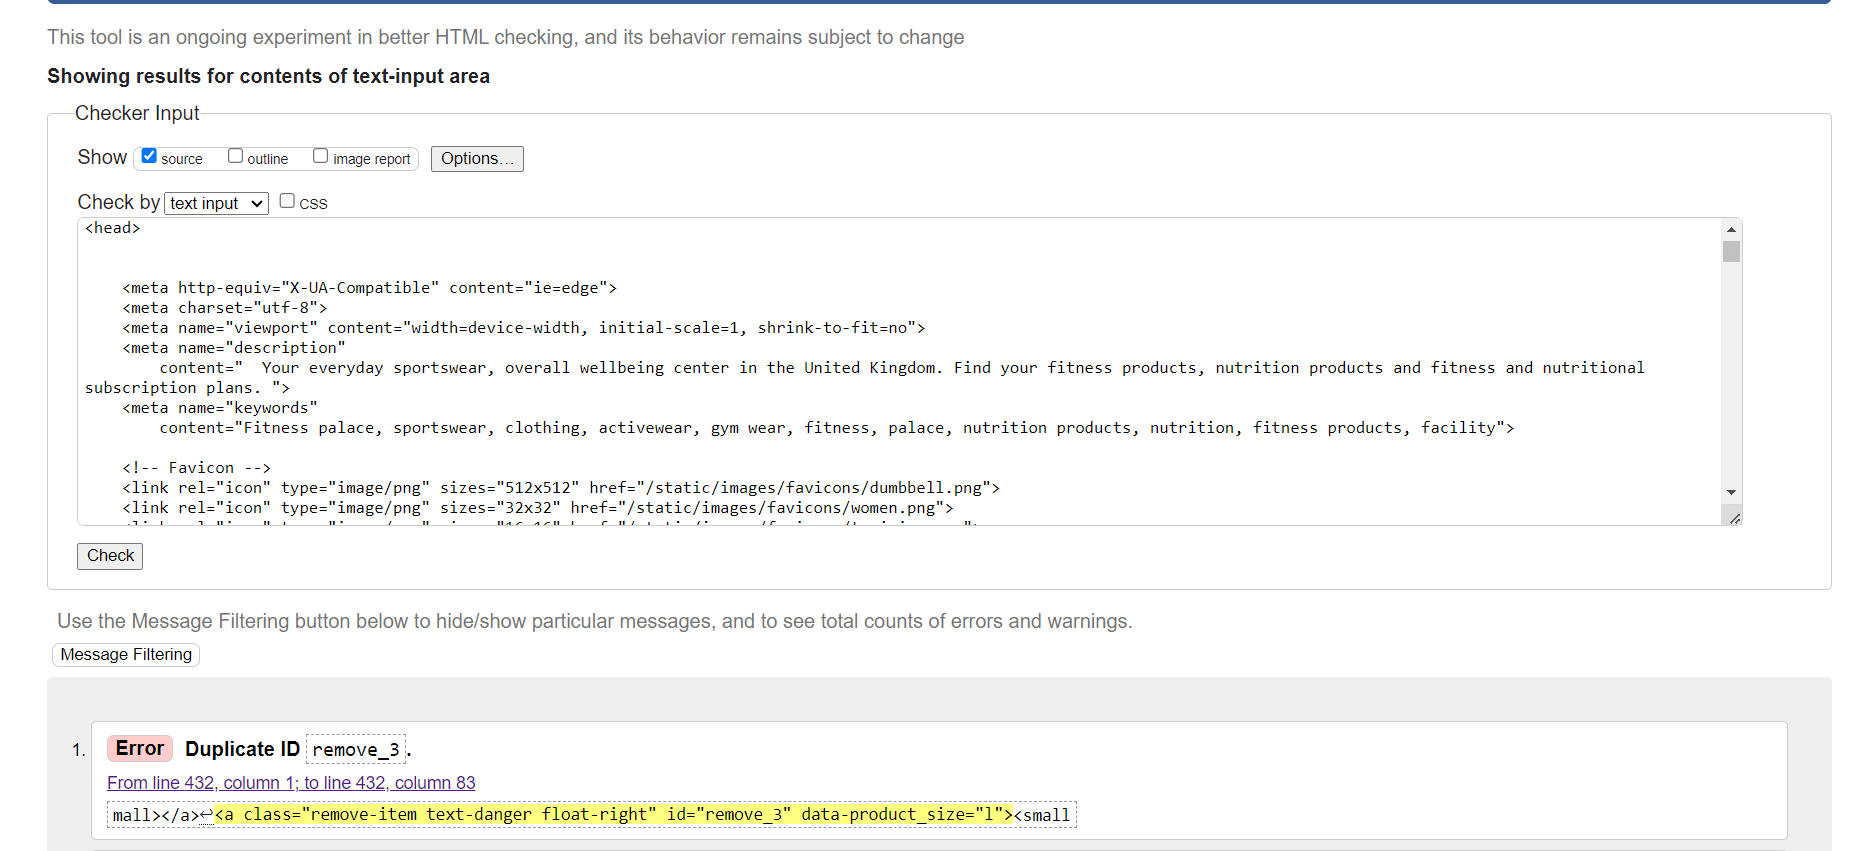 This tool is an ongoing experiment in better HTML checking, and its behavior remains subject to change
Showing results for contents of text-input area
Checker Input
Show source outline image report Options...
Check by text input CSS
<head>
<meta http-equiv="X-UA-Compatible" content="ie=edge">
<meta charset="utf-8">
<meta name="viewport" content="width=device-width, initial-scale=1, shrink-to-fit=no">
<meta name="description"
content="  Your everyday sportswear, overall wellbeing center in the United Kingdom. Find your fitness products, nutrition products and fitness and nutritional
subscription plans. ">
<meta name="keywords"
content="Fitness palace, sportswear, clothing, activewear, gym wear, fitness, palace, nutrition products, nutrition, fitness products, facility">
<!-- Favicon -->
<link rel="icon" type="image/png" sizes="512x512" href="/static/images/favicons/dumbbell.png">
<link rel="icon" type="image/png" sizes="32x32" href="/static/images/favicons/women.png">
Check
Use the Message Filtering button below to hide/show particular messages, and to see total counts of errors and warnings.
Message Filtering
1. Error Duplicate ID remove_3.
From line 432, column 1; to line 432, column 83
mall></a>↩<a class="remove-item text-danger float-right" id="remove_3" data-product_size="l"><small